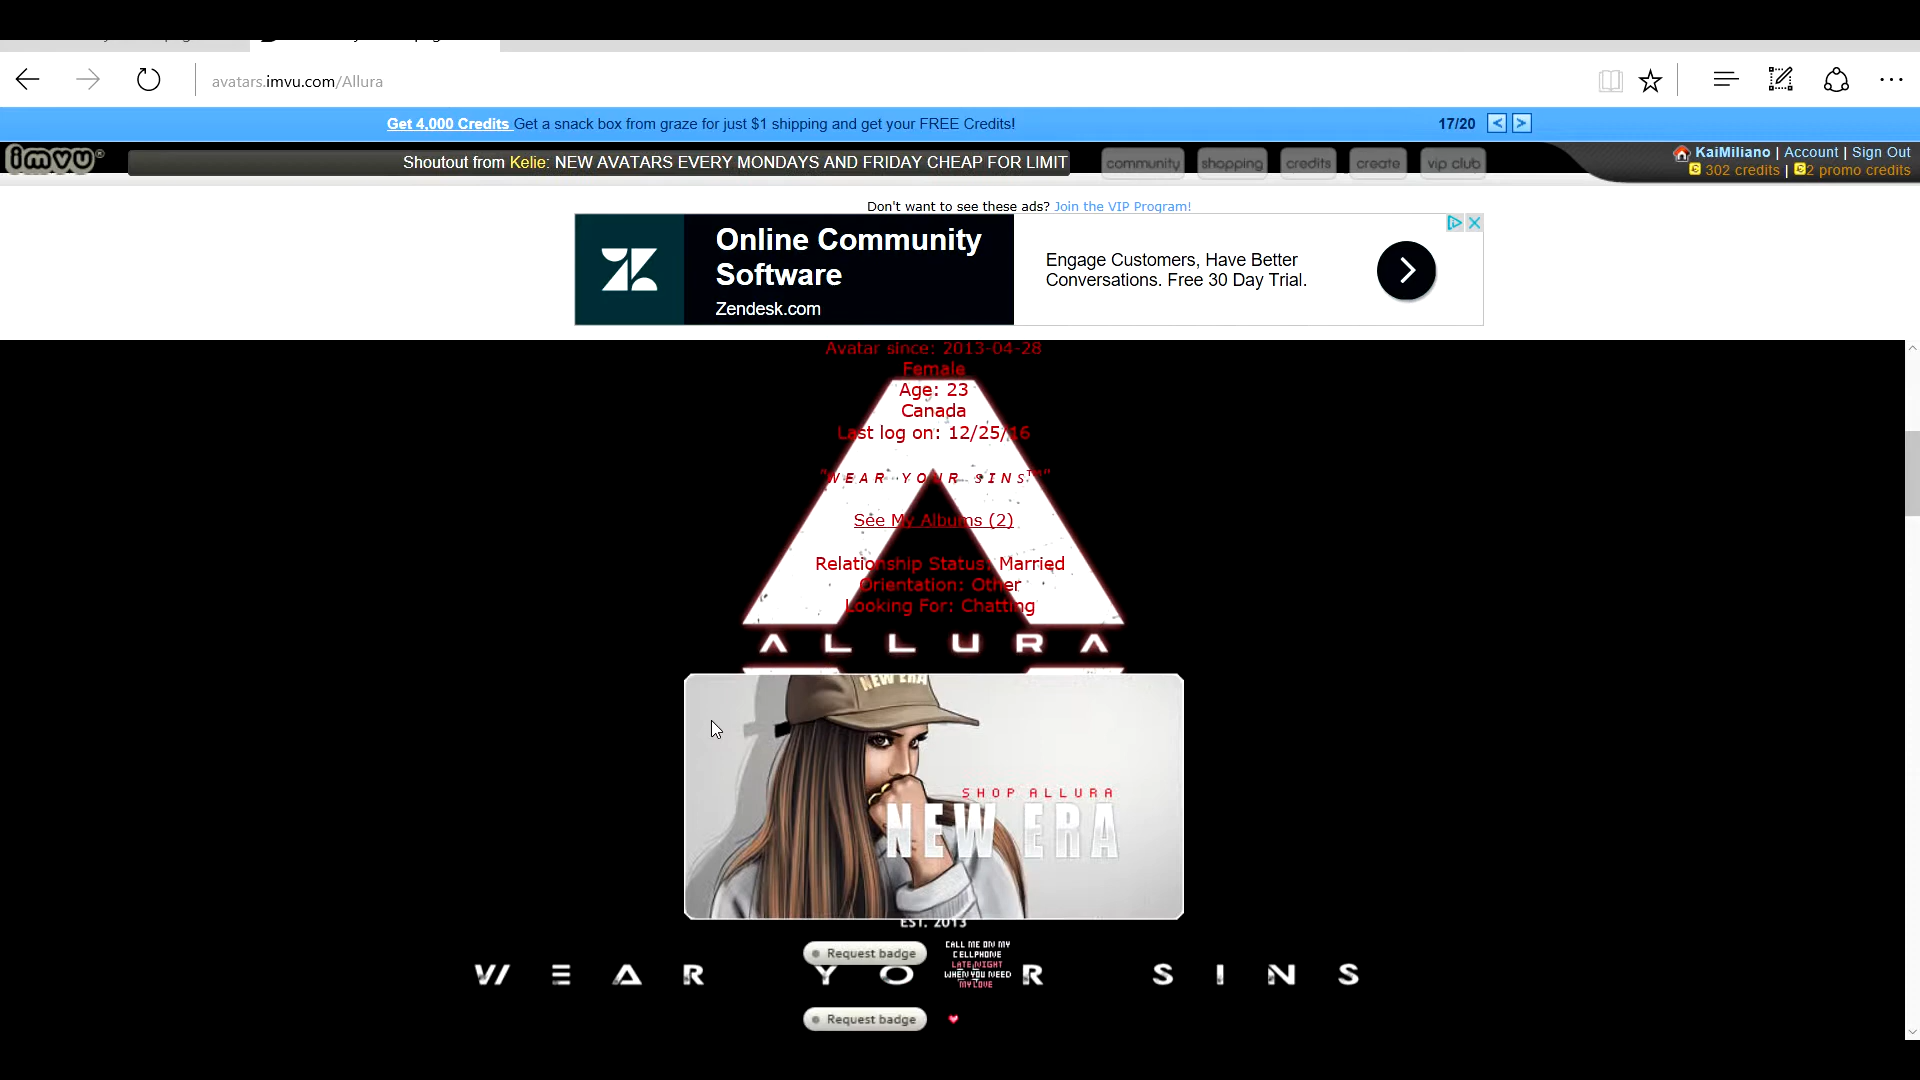 avatars.imvu.com/Allura
Get 4,000 Credits Get a snack box from graze for just $1 shipping and get your FREE Credits!
17/20
imvu
Shoutout from Kelie: NEW AVATARS EVERY MONDAYS AND FRIDAY CHEAP FOR LIMIT
community
shopping
credits
create
vip club
KaiMiliano | Account | Sign Out
302 credits | 2 promo credits
Don't want to see these ads? Join the VIP Program!
Online Community
Software
Zendesk.com
Engage Customers, Have Better
Conversations. Free 30 Day Trial.
Avatar since: 2013-04-28
Female
Age: 23
Canada
Last log on: 12/25/16
"WEAR YOUR SINS™"
See My Albums (2)
Relationship Status: Married
Orientation: Other
Looking For: Chatting
ALLURA
NEW ERA
SHOP ALLURA
NEW ERA
EST. 2013
Request badge
CALL ME ON MY
CELLPHONE
LATE NIGHT
WHEN YOU NEED
MY LOVE
WEAR YOUR SINS
Request badge